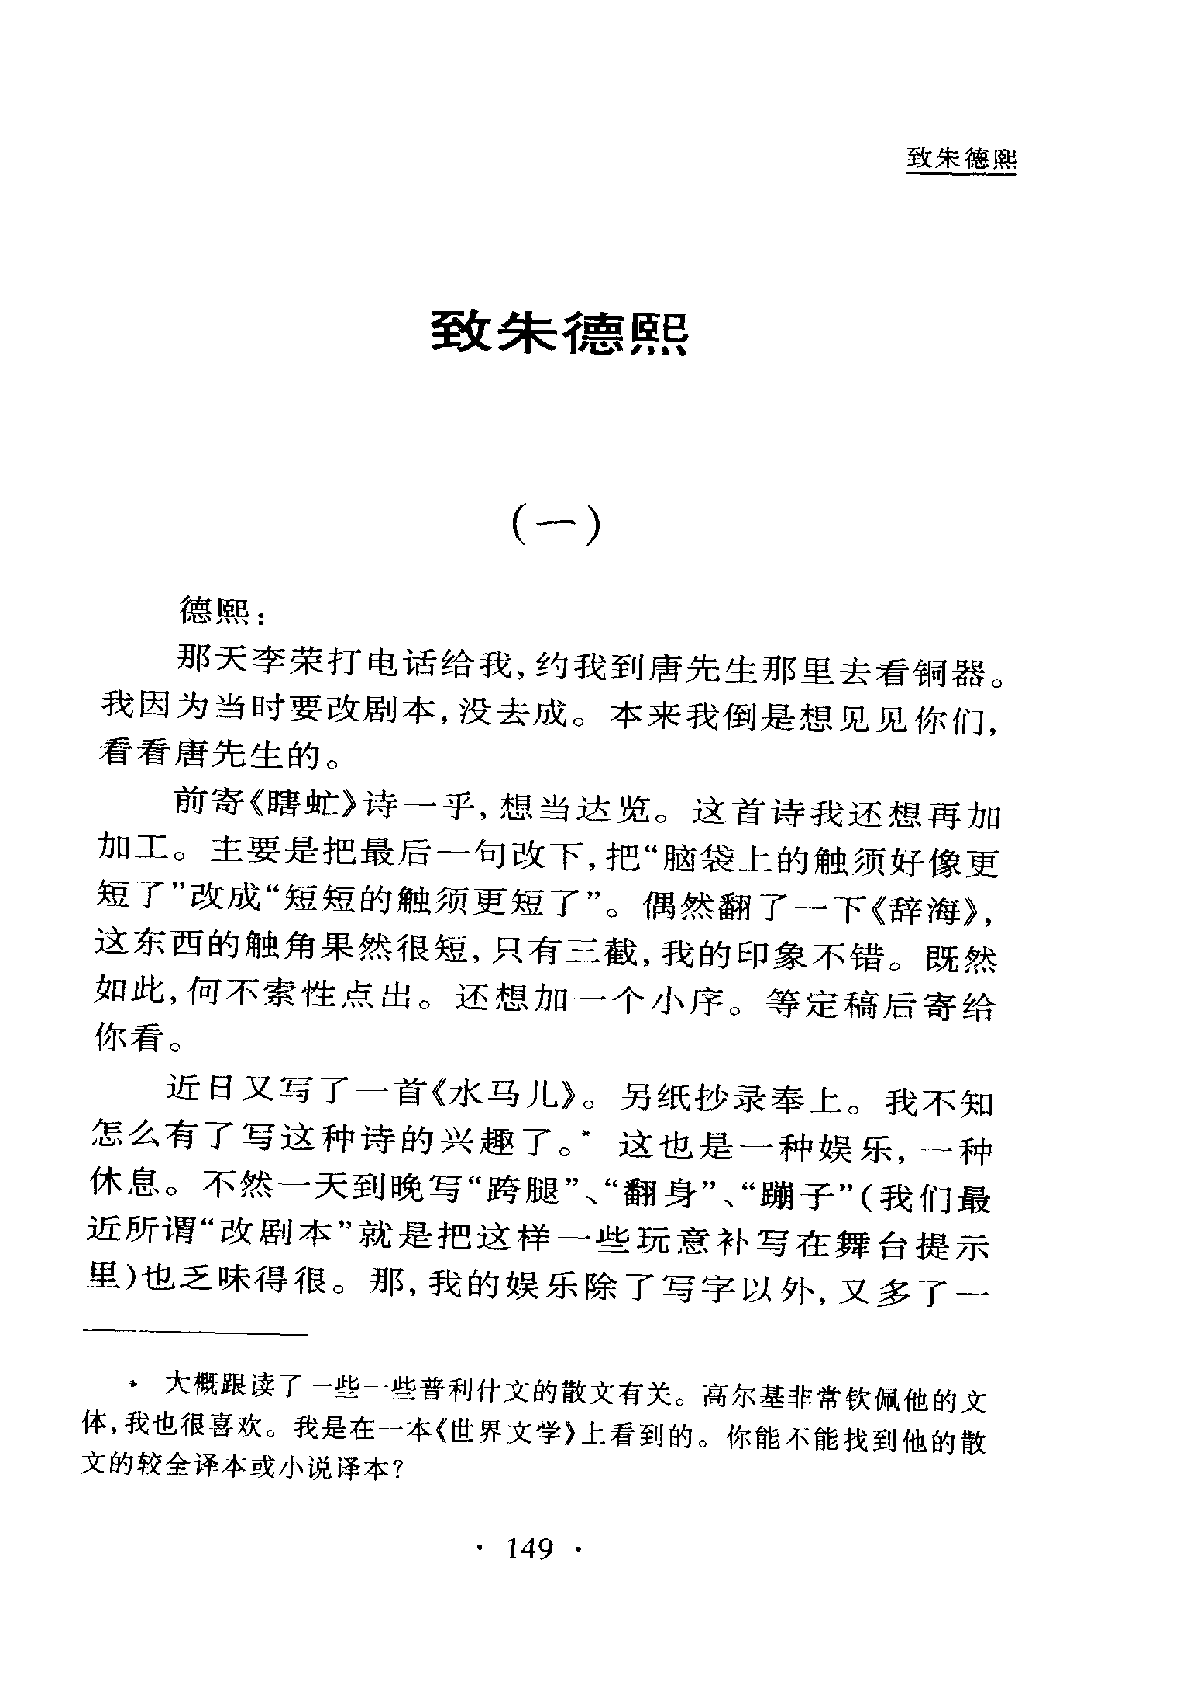 致朱德熙
致朱德熙
(一)
德熙：
那天李荣打电话给我，约我到唐先生那里去看铜器。
我因为当时要改剧本，没去成。本来我倒是想见见你们，
看看唐先生的。
前寄《瞎虻》诗一乎，想当达览。这首诗我还想再加
加工。主要是把最后一句改下，把“脑袋上的触须好像更
短了”改成“短短的触须更短了”。偶然翻了一下《辞海》，
这东西的触角果然很短，只有三截，我的印象不错。既然
如此，何不索性点出。还想加一个小序。等定稿后寄给
你看。
近日又写了一首《水马儿》。另纸抄录奉上。我不知
怎么有了写这种诗的兴趣了。* 这也是一种娱乐，一种
休息。不然一天到晚写“跨腿”、“翻身”、“蹦子”(我们最
近所谓“改剧本”就是把这样一些玩意补写在舞台提示
里)也乏味得很。那，我的娱乐除了写字以外，又多了一
* 大概跟读了一些一些普利什文的散文有关。高尔基非常钦佩他的文
体，我也很喜欢。我是在一本《世界文学》上看到的。你能不能找到他的散
文的较全译本或小说译本？
· 149 ·